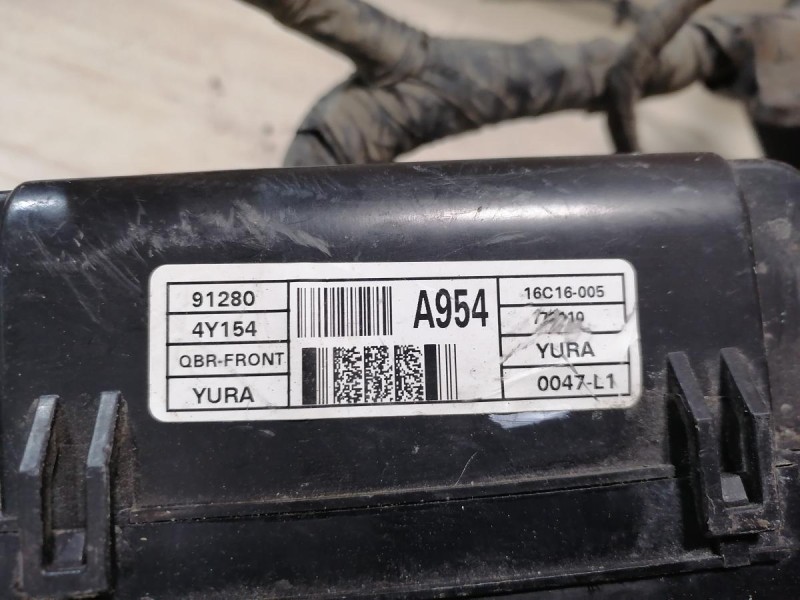 91280
4Y154
QBR-FRONT
YURA
A954
16C16-005
YURA
0047-L1